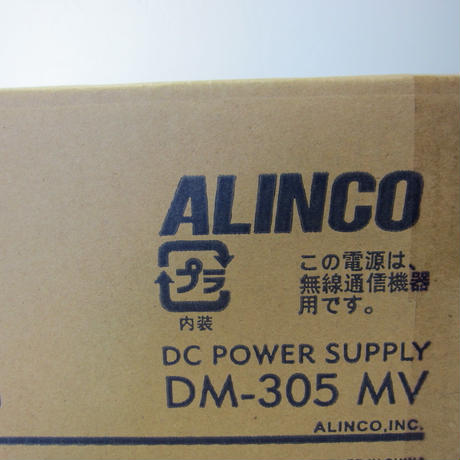 ALINCO
プラ
内装
この電源は、
無線通信機器
用です。
DC POWER SUPPLY
DM-305 MV
ALINCO,INC.